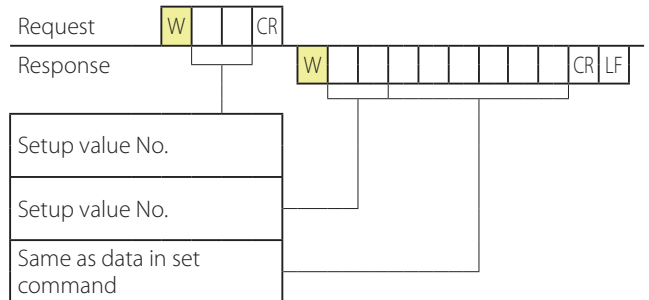 Request W CR
Response W CR LF
Setup value No.
Setup value No.
Same as data in set
command